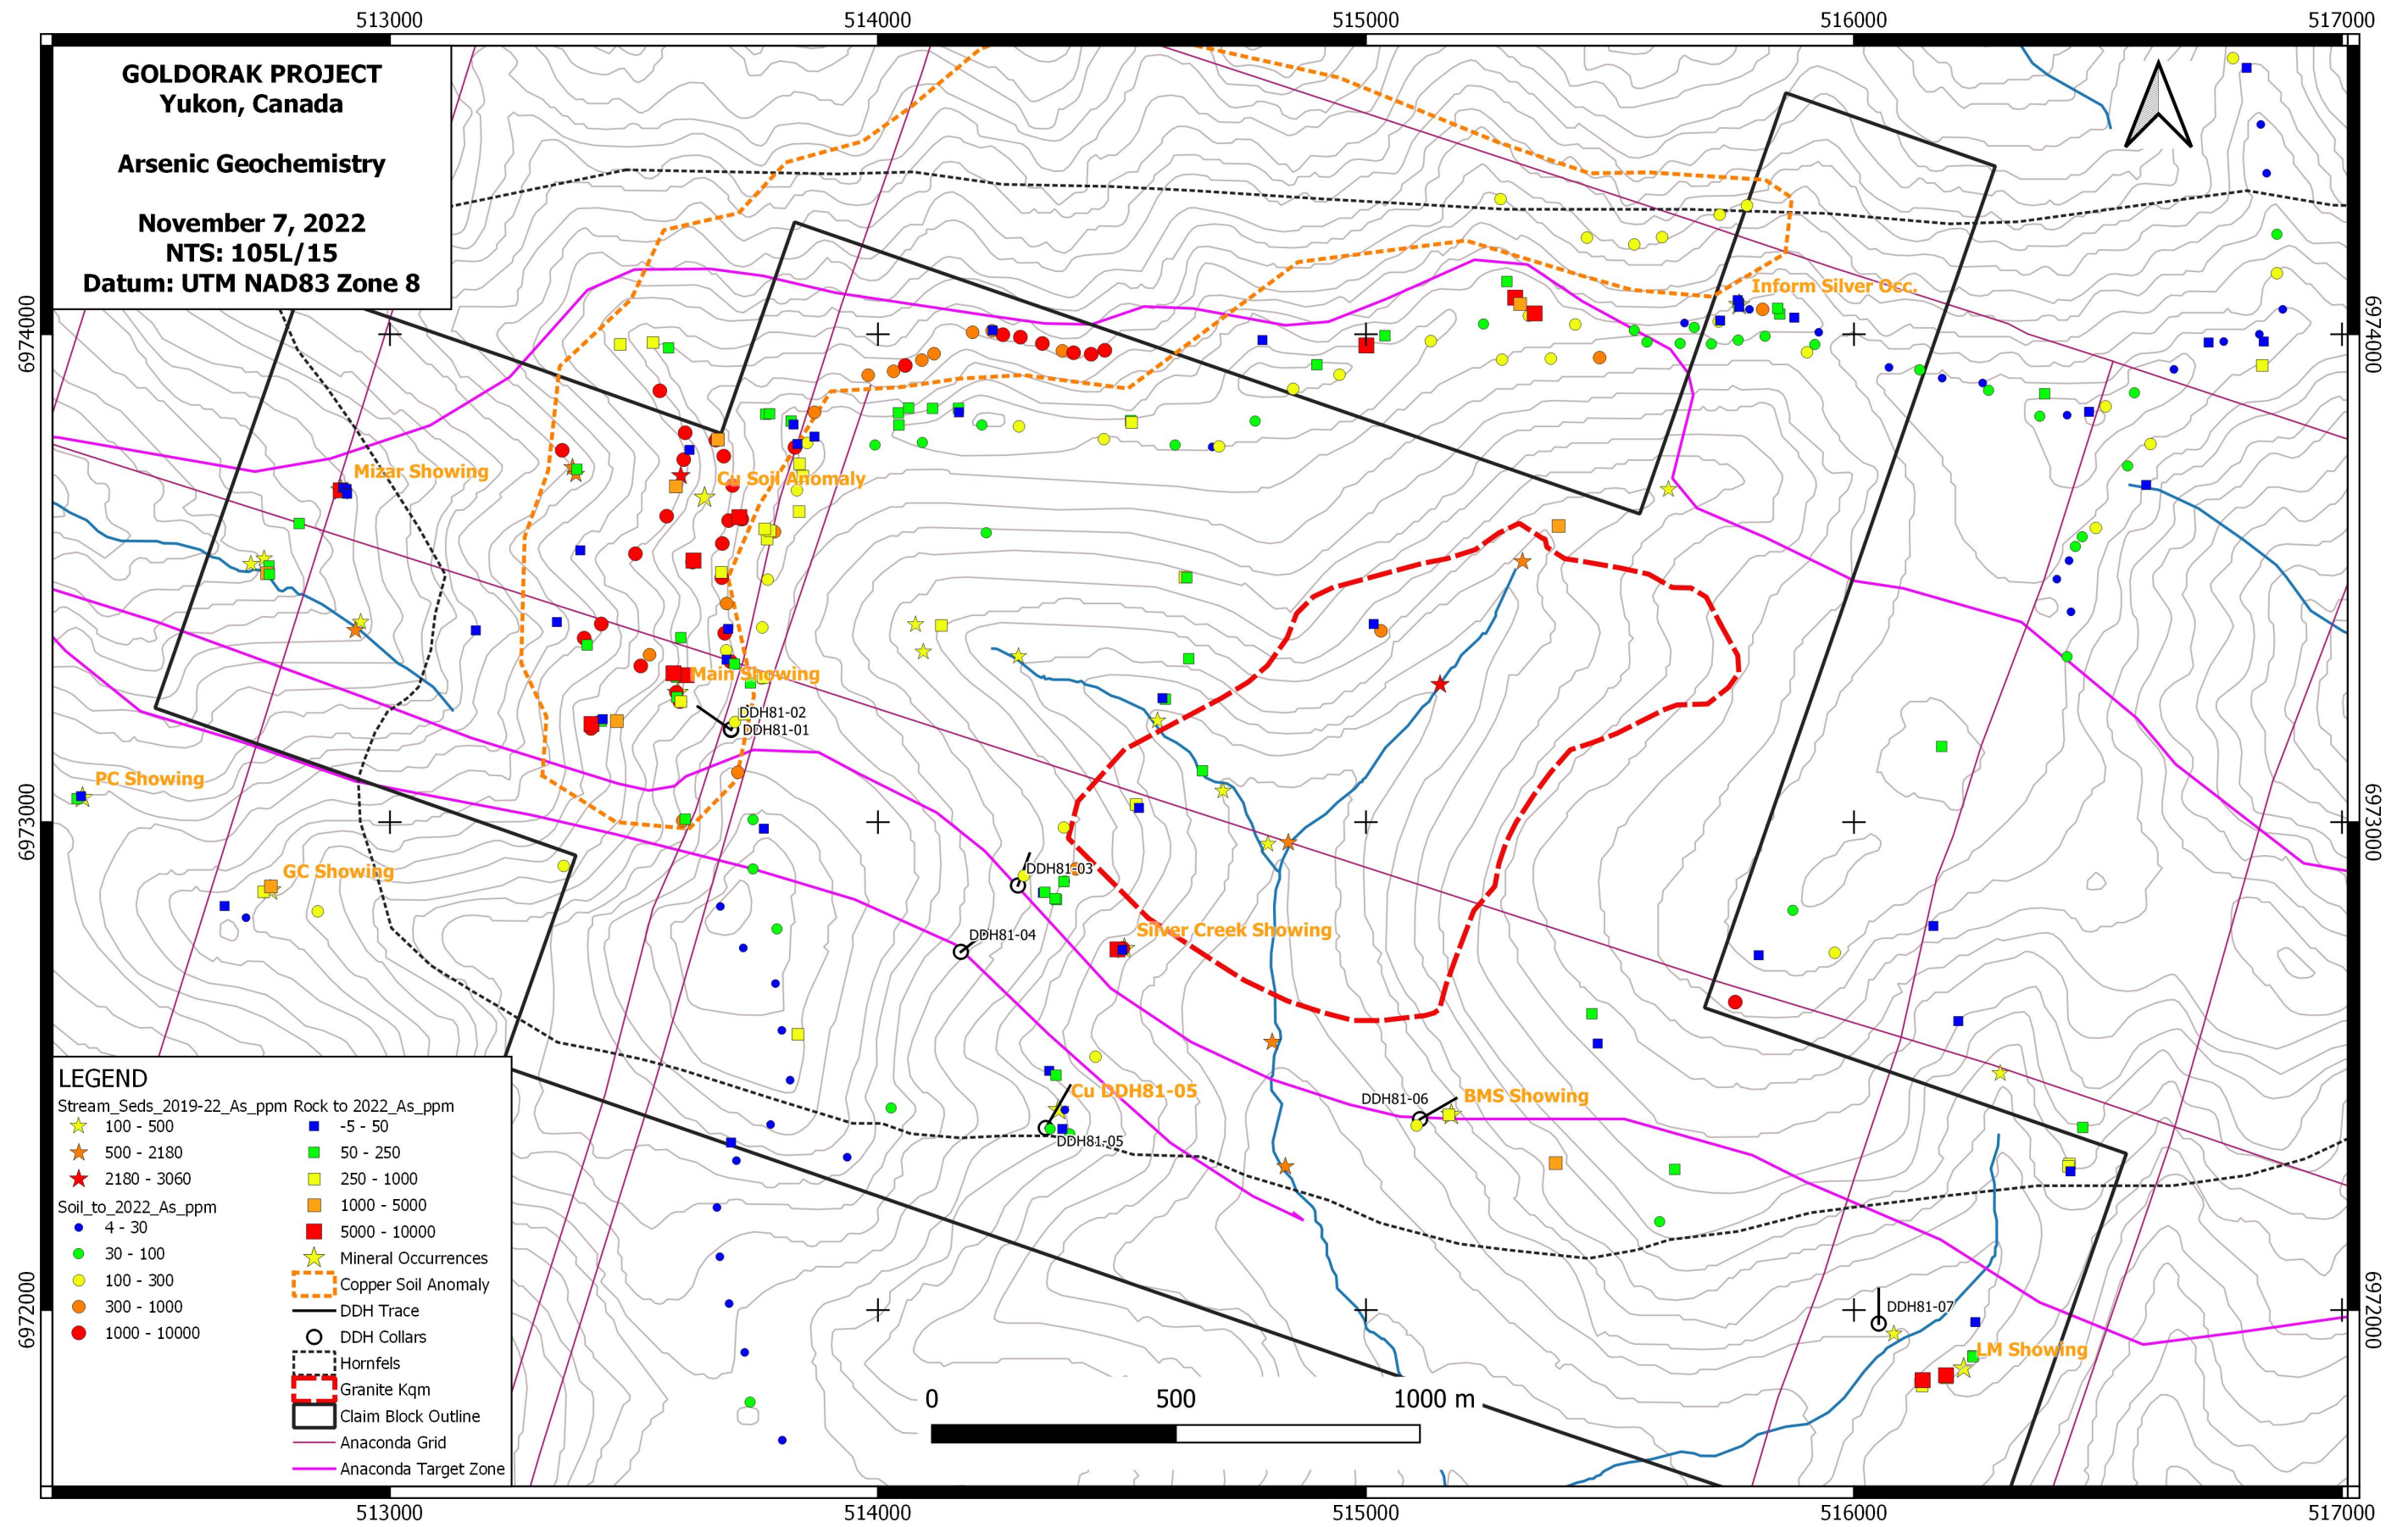 513000
514000
515000
516000
517000
GOLDORAK PROJECT
Yukon, Canada
Arsenic Geochemistry
November 7, 2022
NTS: 105L/15
Datum: UTM NAD83 Zone 8
6974000
6974000
Inform Silver Occ.
Mizar Showing
Cu Soil Anomaly
Main Showing
DDH81-02
DDH81-01
PC Showing
6973000
6973000
GC Showing
DDH81-03
DDH81-04
Silver Creek Showing
Cu DDH81-05
DDH81-05
DDH81-06
BMS Showing
6972000
6972000
DDH81-07
LM Showing
LEGEND
Stream_Seds_2019-22_As_ppm
100 - 500
500 - 2180
2180 - 3060
Soil_to_2022_As_ppm
4 - 30
30 - 100
100 - 300
300 - 1000
1000 - 10000
Rock to 2022_As_ppm
-5 - 50
50 - 250
250 - 1000
1000 - 5000
5000 - 10000
Mineral Occurrences
Copper Soil Anomaly
DDH Trace
DDH Collars
Hornfels
Granite Kqm
Claim Block Outline
Anaconda Grid
Anaconda Target Zone
0 500 1000 m
513000
514000
515000
516000
517000